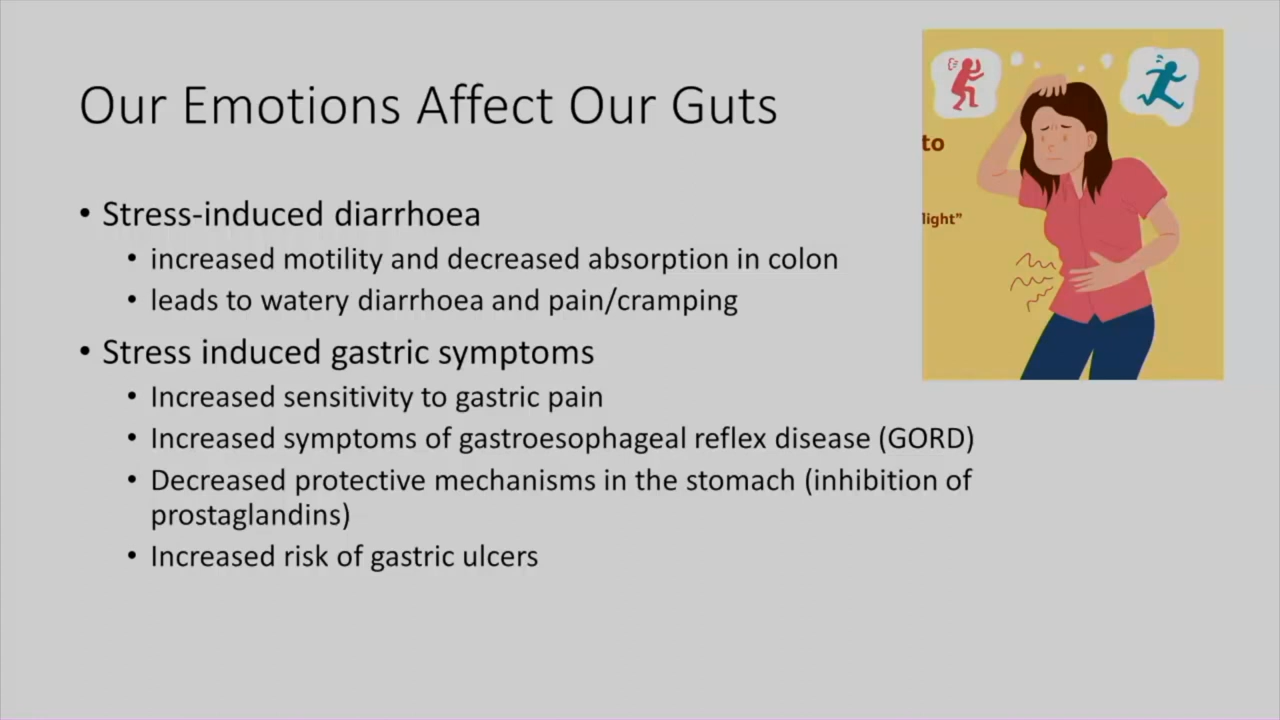 Our Emotions Affect Our Guts
to
light”
• Stress-induced diarrhoea
• increased motility and decreased absorption in colon
• leads to watery diarrhoea and pain/cramping
• Stress induced gastric symptoms
• Increased sensitivity to gastric pain
• Increased symptoms of gastroesophageal reflex disease (GORD)
• Decreased protective mechanisms in the stomach (inhibition of
prostaglandins)
• Increased risk of gastric ulcers